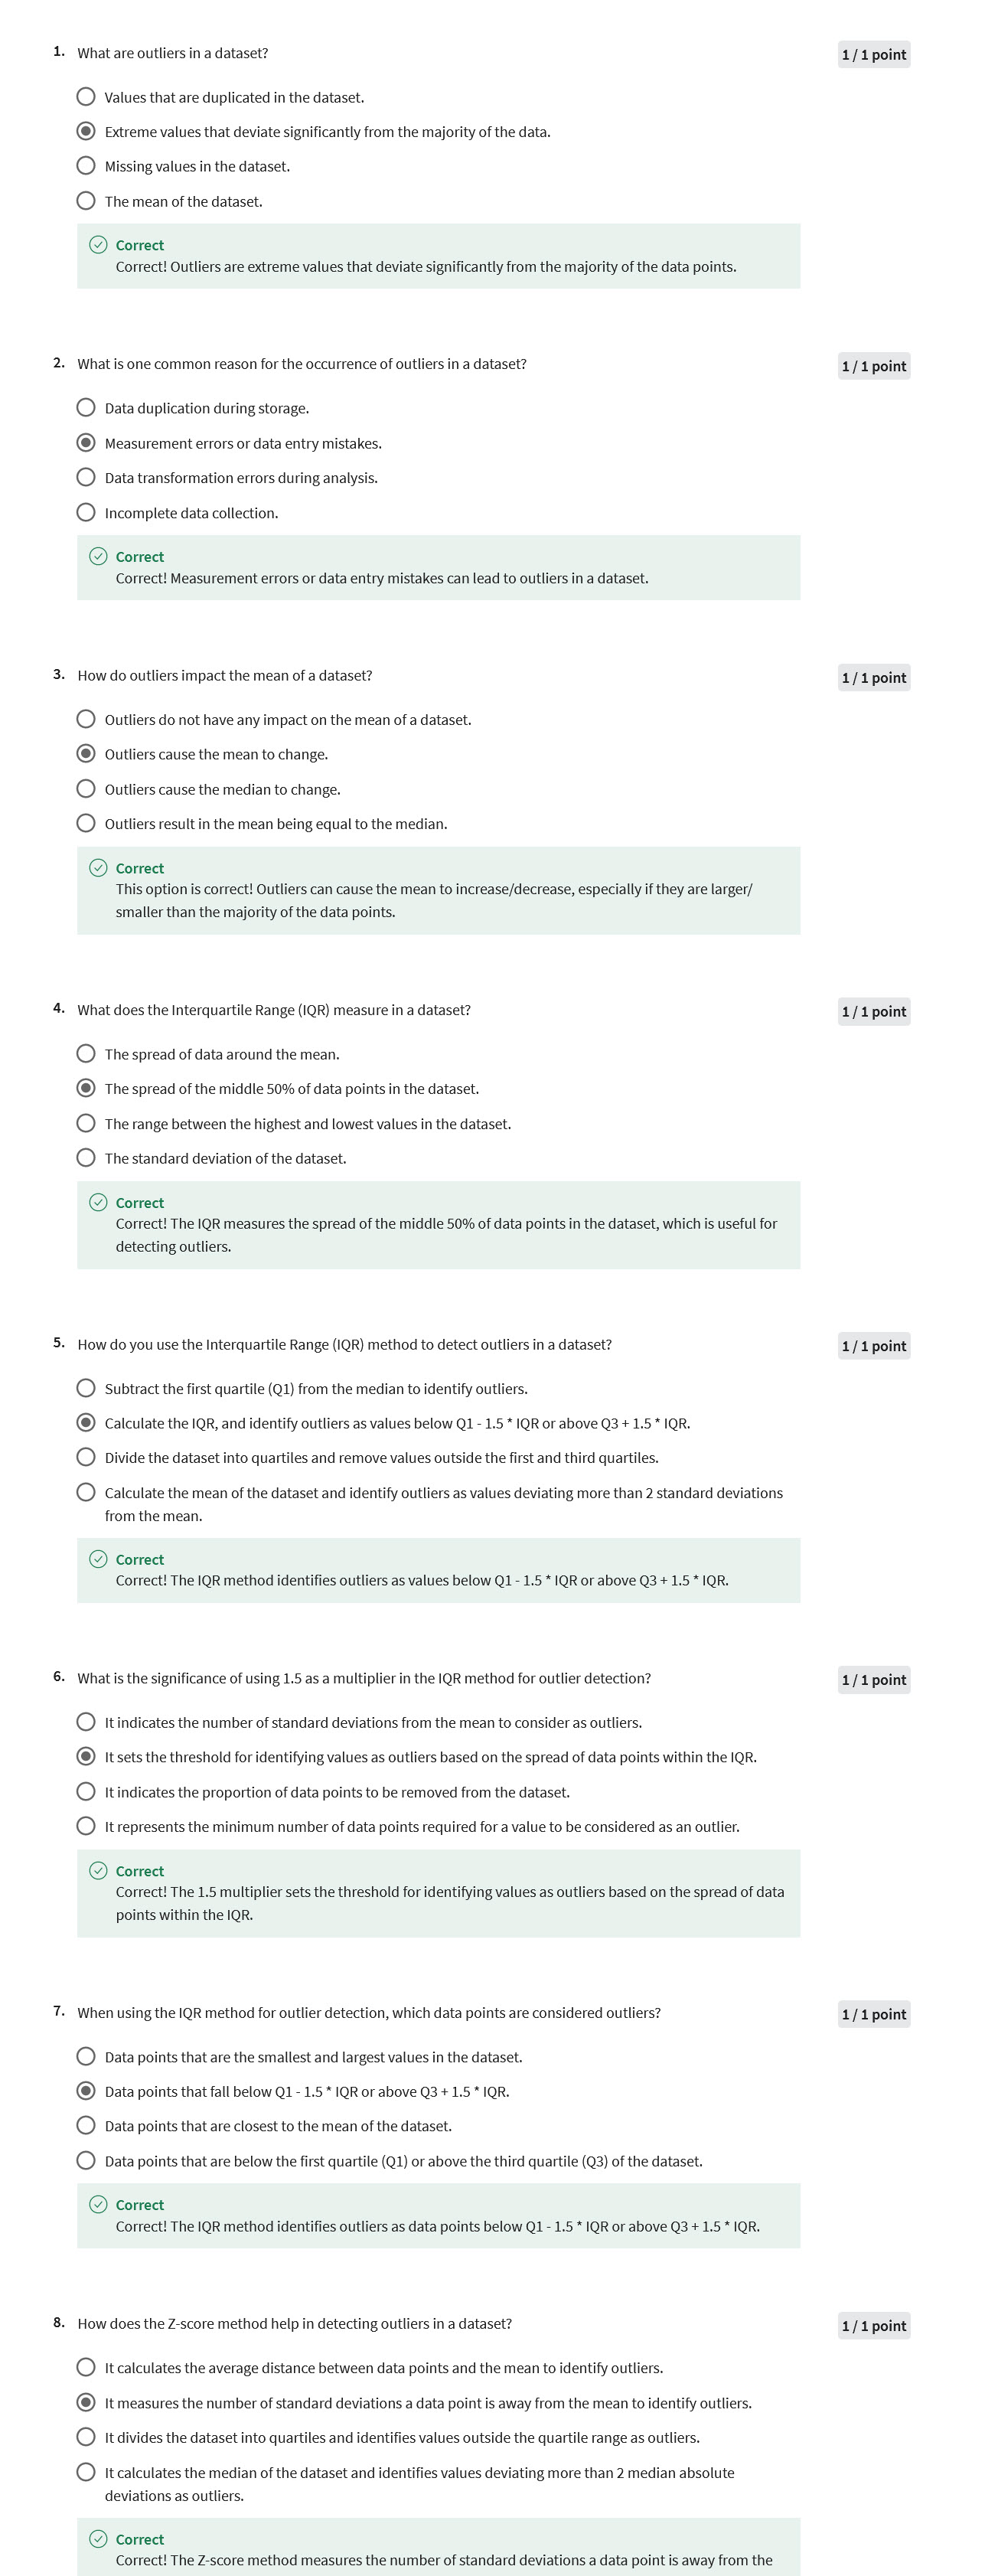 1. What are outliers in a dataset?
1 / 1 point
Values that are duplicated in the dataset.
Extreme values that deviate significantly from the majority of the data.
Missing values in the dataset.
The mean of the dataset.
Correct
Correct! Outliers are extreme values that deviate significantly from the majority of the data points.
2. What is one common reason for the occurrence of outliers in a dataset?
1 / 1 point
Data duplication during storage.
Measurement errors or data entry mistakes.
Data transformation errors during analysis.
Incomplete data collection.
Correct
Correct! Measurement errors or data entry mistakes can lead to outliers in a dataset.
3. How do outliers impact the mean of a dataset?
1 / 1 point
Outliers do not have any impact on the mean of a dataset.
Outliers cause the mean to change.
Outliers cause the median to change.
Outliers result in the mean being equal to the median.
Correct
This option is correct! Outliers can cause the mean to increase/decrease, especially if they are larger/
smaller than the majority of the data points.
4. What does the Interquartile Range (IQR) measure in a dataset?
1 / 1 point
The spread of data around the mean.
The spread of the middle 50% of data points in the dataset.
The range between the highest and lowest values in the dataset.
The standard deviation of the dataset.
Correct
Correct! The IQR measures the spread of the middle 50% of data points in the dataset, which is useful for
detecting outliers.
5. How do you use the Interquartile Range (IQR) method to detect outliers in a dataset?
1 / 1 point
Subtract the first quartile (Q1) from the median to identify outliers.
Calculate the IQR, and identify outliers as values below Q1 - 1.5 * IQR or above Q3 + 1.5 * IQR.
Divide the dataset into quartiles and remove values outside the first and third quartiles.
Calculate the mean of the dataset and identify outliers as values deviating more than 2 standard deviations
from the mean.
Correct
Correct! The IQR method identifies outliers as values below Q1 - 1.5 * IQR or above Q3 + 1.5 * IQR.
6. What is the significance of using 1.5 as a multiplier in the IQR method for outlier detection?
1 / 1 point
It indicates the number of standard deviations from the mean to consider as outliers.
It sets the threshold for identifying values as outliers based on the spread of data points within the IQR.
It indicates the proportion of data points to be removed from the dataset.
It represents the minimum number of data points required for a value to be considered as an outlier.
Correct
Correct! The 1.5 multiplier sets the threshold for identifying values as outliers based on the spread of data
points within the IQR.
7. When using the IQR method for outlier detection, which data points are considered outliers?
1 / 1 point
Data points that are the smallest and largest values in the dataset.
Data points that fall below Q1 - 1.5 * IQR or above Q3 + 1.5 * IQR.
Data points that are closest to the mean of the dataset.
Data points that are below the first quartile (Q1) or above the third quartile (Q3) of the dataset.
Correct
Correct! The IQR method identifies outliers as data points below Q1 - 1.5 * IQR or above Q3 + 1.5 * IQR.
8. How does the Z-score method help in detecting outliers in a dataset?
1 / 1 point
It calculates the average distance between data points and the mean to identify outliers.
It measures the number of standard deviations a data point is away from the mean to identify outliers.
It divides the dataset into quartiles and identifies values outside the quartile range as outliers.
It calculates the median of the dataset and identifies values deviating more than 2 median absolute
deviations as outliers.
Correct
Correct! The Z-score method measures the number of standard deviations a data point is away from the